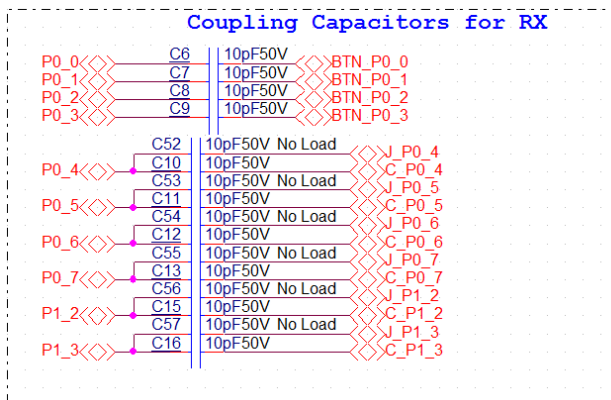 Coupling Capacitors for RX
P0_0 C6 10pF50V BTN_P0_0
P0_1 C7 10pF50V BTN_P0_1
P0_2 C8 10pF50V BTN_P0_2
P0_3 C9 10pF50V BTN_P0_3
C52 10pF50V No Load J_P0_4
P0_4 C10 10pF50V C_P0_4
C53 10pF50V No Load J_P0_5
P0_5 C11 10pF50V C_P0_5
C54 10pF50V No Load J_P0_6
P0_6 C12 10pF50V C_P0_6
C55 10pF50V No Load J_P0_7
P0_7 C13 10pF50V C_P0_7
C56 10pF50V No Load J_P1_2
P1_2 C15 10pF50V C_P1_2
C57 10pF50V No Load J_P1_3
P1_3 C16 10pF50V C_P1_3